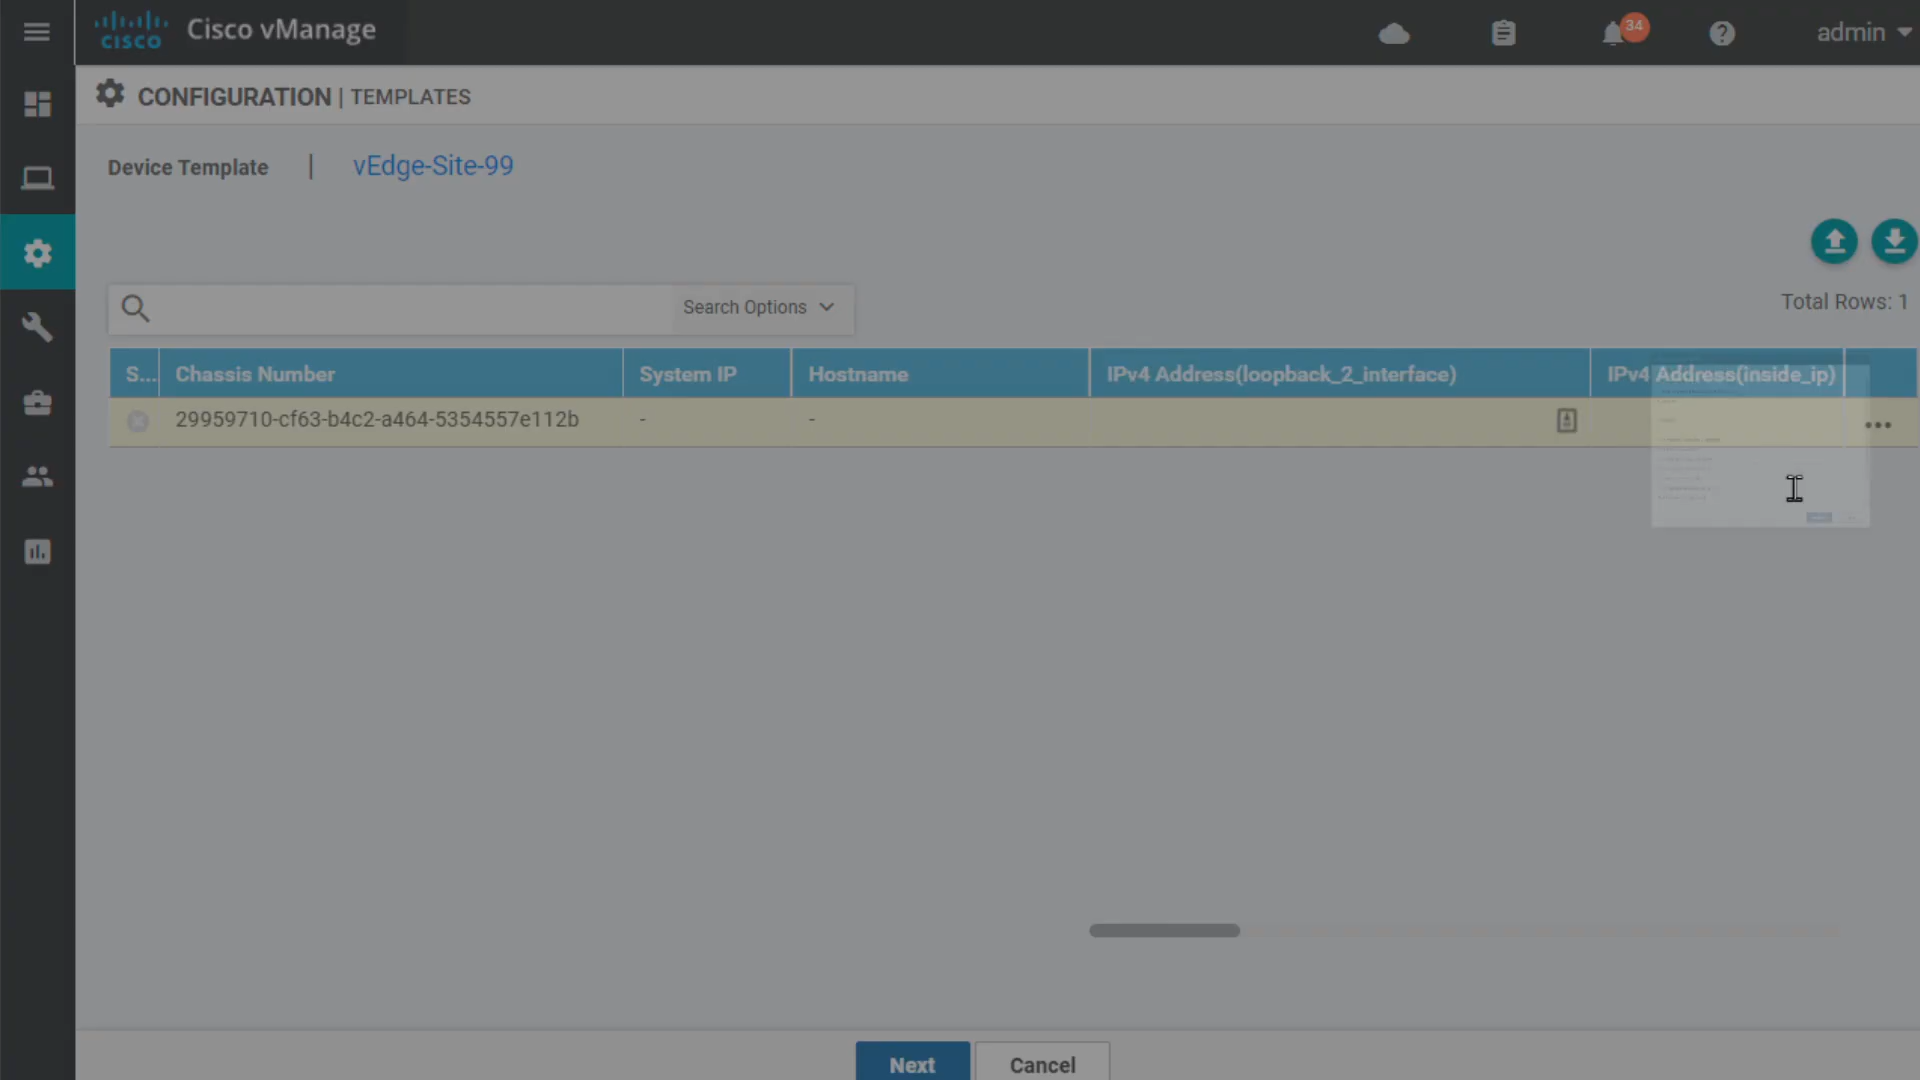 CISCO Cisco vManage 34 admin
CONFIGURATION | TEMPLATES
Device Template | vEdge-Site-99
Search Options
Total Rows: 1
S... Chassis Number System IP Hostname IPv4 Address(loopback_2_interface) IPv4 Address(inside_ip)
29959710-cf63-b4c2-a464-5354557e112b - - ...
Next Cancel